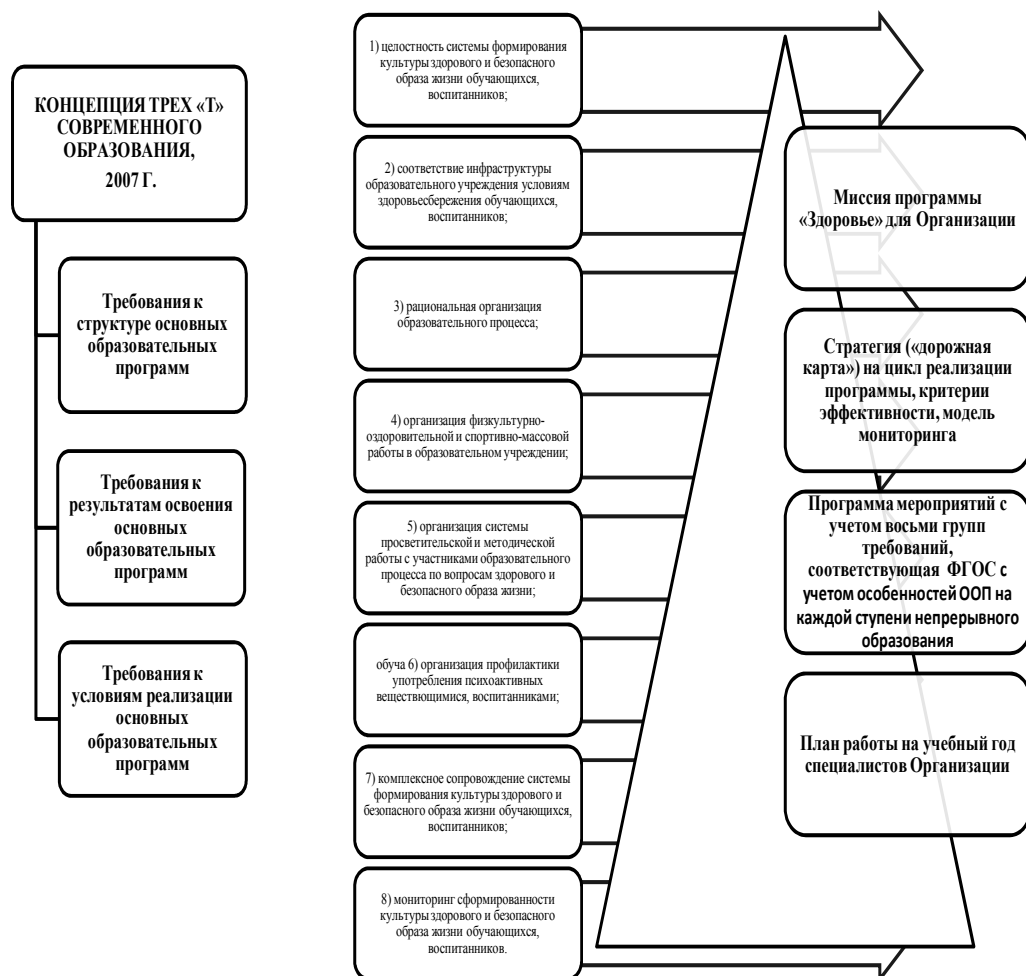 КОНЦЕПЦИЯ ТРЕХ «Т»
СОВРЕМЕННОГО
ОБРАЗОВАНИЯ,
2007 Г.
Требования к
структуре основных
образовательных
программ
Требования к
результатам освоения
основных
образовательных
программ
Требования к
условиям реализации
основных
образовательных
программ
1) целостность системы формирования
культуры здорового и безопасного
образа жизни обучающихся,
воспитанников;
2) соответствие инфраструктуры
образовательного учреждения условиям
здоровьесбережения обучающихся,
воспитанников;
3) рациональная организация
образовательного процесса;
4) организация физкультурно-
оздоровительной и спортивно-массовой
работы в образовательном учреждении;
5) организация системы
просветительской и методической
работы с участниками образовательного
процесса по вопросам здорового и
безопасного образа жизни;
обуча 6) организация профилактики
употребления психоактивных
веществющимися, воспитанниками;
7) комплексное сопровождение системы
формирования культуры здорового и
безопасного образа жизни обучающихся,
воспитанников;
8) мониторинг сформированности
культуры здорового и безопасного
образа жизни обучающихся,
воспитанников.
Миссия программы
«Здоровье» для Организации
Стратегия («дорожная
карта») на цикл реализации
программы, критерии
эффективности, модель
мониторинга
Программа мероприятий с
учетом восьми групп
требований,
соответствующая ФГОС с
учетом особенностей ООП на
каждой ступени непрерывного
образования
План работы на учебный год
специалистов Организации